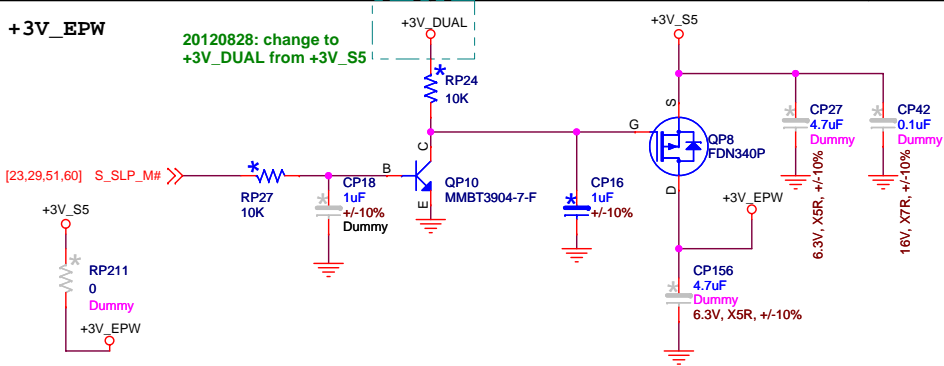 +3V_EPW
20120828: change to
+3V_DUAL from +3V_S5
+3V_DUAL
RP24
10K
+3V_S5
S
G
QP8
FDN340P
D
CP27
4.7uF
Dummy
6.3V, X5R, +/-10%
CP42
0.1uF
Dummy
16V, X7R, +/-10%
[23,29,51,60] S_SLP_M#
RP27
10K
B
C
E
QP10
MMBT3904-7-F
CP18
1uF
+/-10%
Dummy
CP16
1uF
+/-10%
+3V_EPW
CP156
4.7uF
Dummy
6.3V, X5R, +/-10%
+3V_S5
RP211
0
Dummy
+3V_EPW